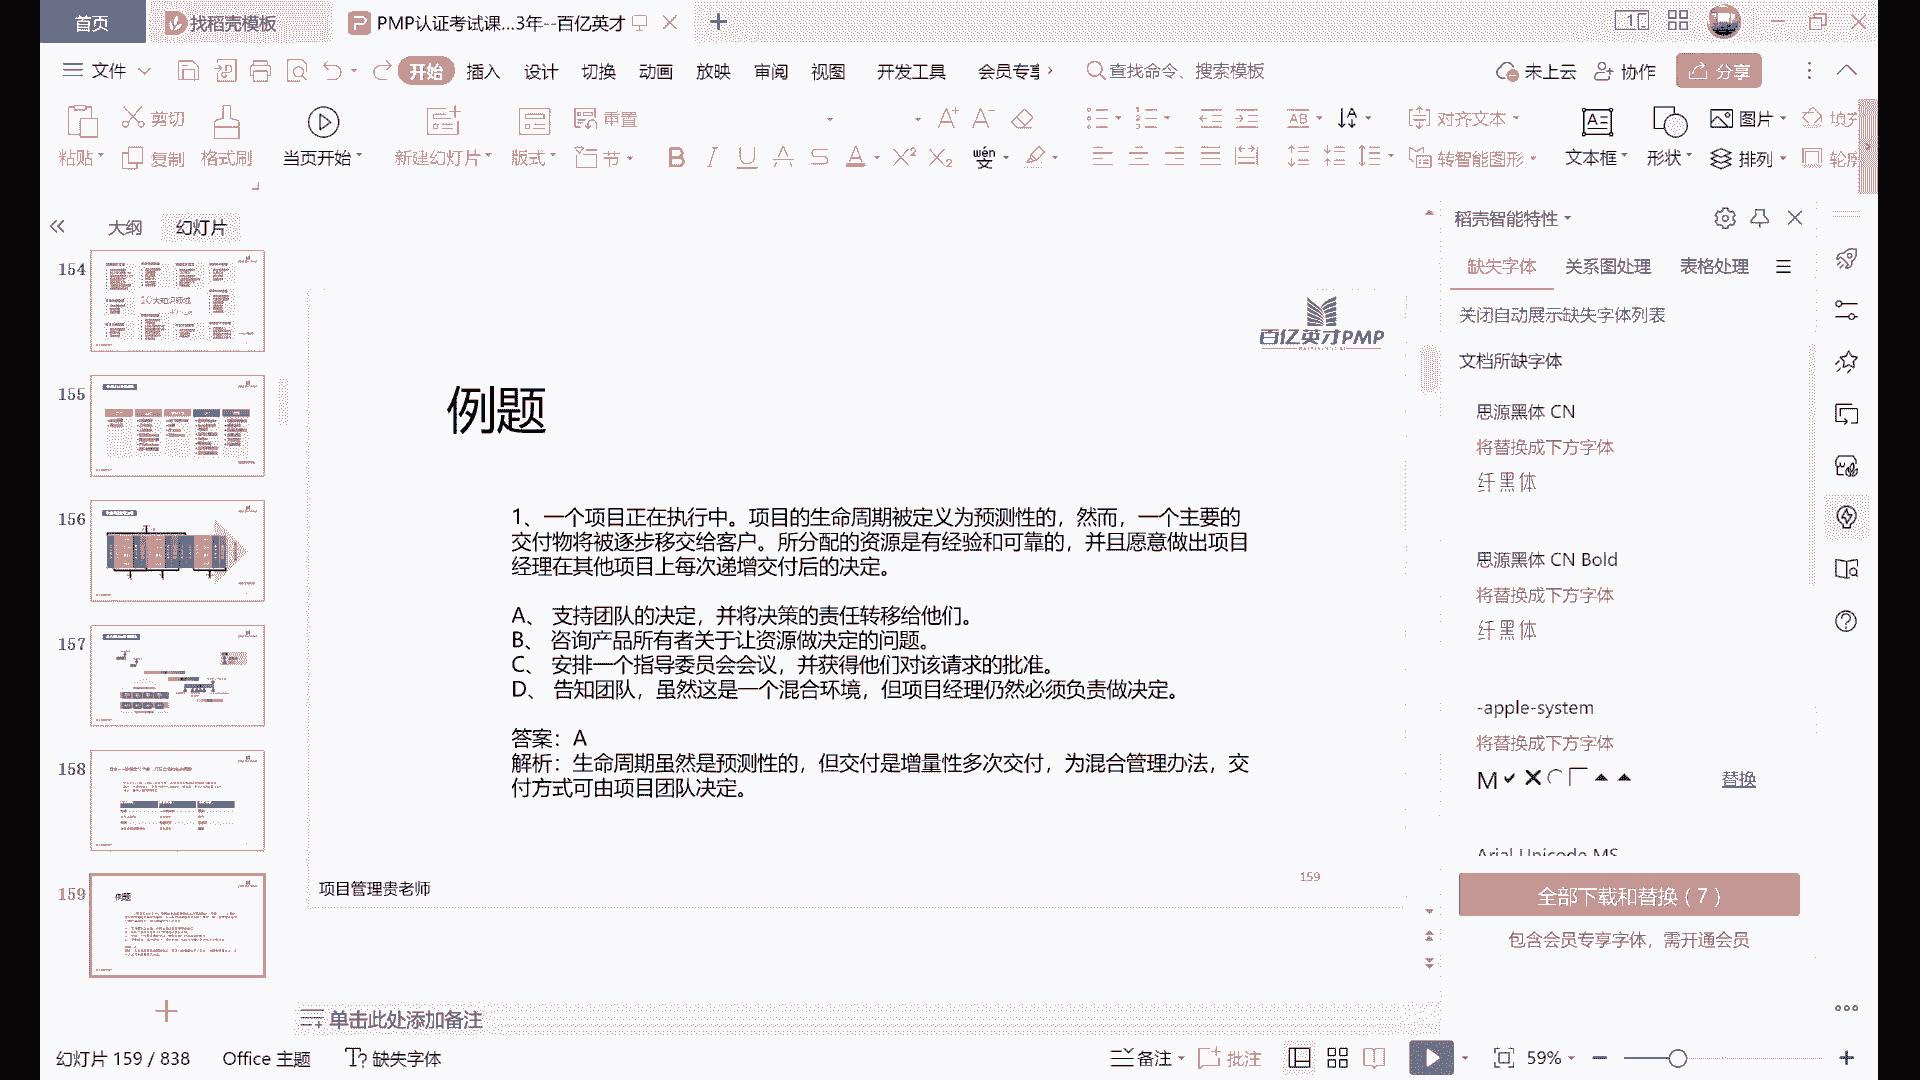 首页
找稻壳模板
PMP认证考试课...3年--百亿英才
文件
开始
插入
设计
切换
动画
放映
审阅
视图
开发工具
会员专享
查找命令、搜索模板
未上云
协作
分享
粘贴
剪切
复制
格式刷
当页开始
新建幻灯片
版式
重置
节
对齐文本
转智能图形
文本框
形状
图片
排列
大纲
幻灯片
154
155
156
157
158
159
百亿英才PMP
例题
1、一个项目正在执行中。项目的生命周期被定义为预测性的，然而，一个主要的
交付物将被逐步移交给客户。所分配的资源是有经验和可靠的，并且愿意做出项目
经理在其他项目上每次递增交付后的决定。
A、 支持团队的决定，并将决策的责任转移给他们。
B、 咨询产品所有者关于让资源做决定的问题。
C、 安排一个指导委员会会议，并获得他们对该请求的批准。
D、 告知团队，虽然这是一个混合环境，但项目经理仍然必须负责做决定。
答案：A
解析：生命周期虽然是预测性的，但交付是增量性多次交付，为混合管理办法，交
付方式可由项目团队决定。
项目管理贵老师
159
稻壳智能特性
缺失字体
关系图处理
表格处理
关闭自动展示缺失字体列表
文档所缺字体
思源黑体 CN
将替换成下方字体
纤黑体
思源黑体 CN Bold
将替换成下方字体
纤黑体
-apple-system
将替换成下方字体
替换
Arial Unicode MS
全部下载和替换（7）
包含会员专享字体，需开通会员
单击此处添加备注
幻灯片 159 / 838
Office 主题
缺失字体
备注
批注
59%